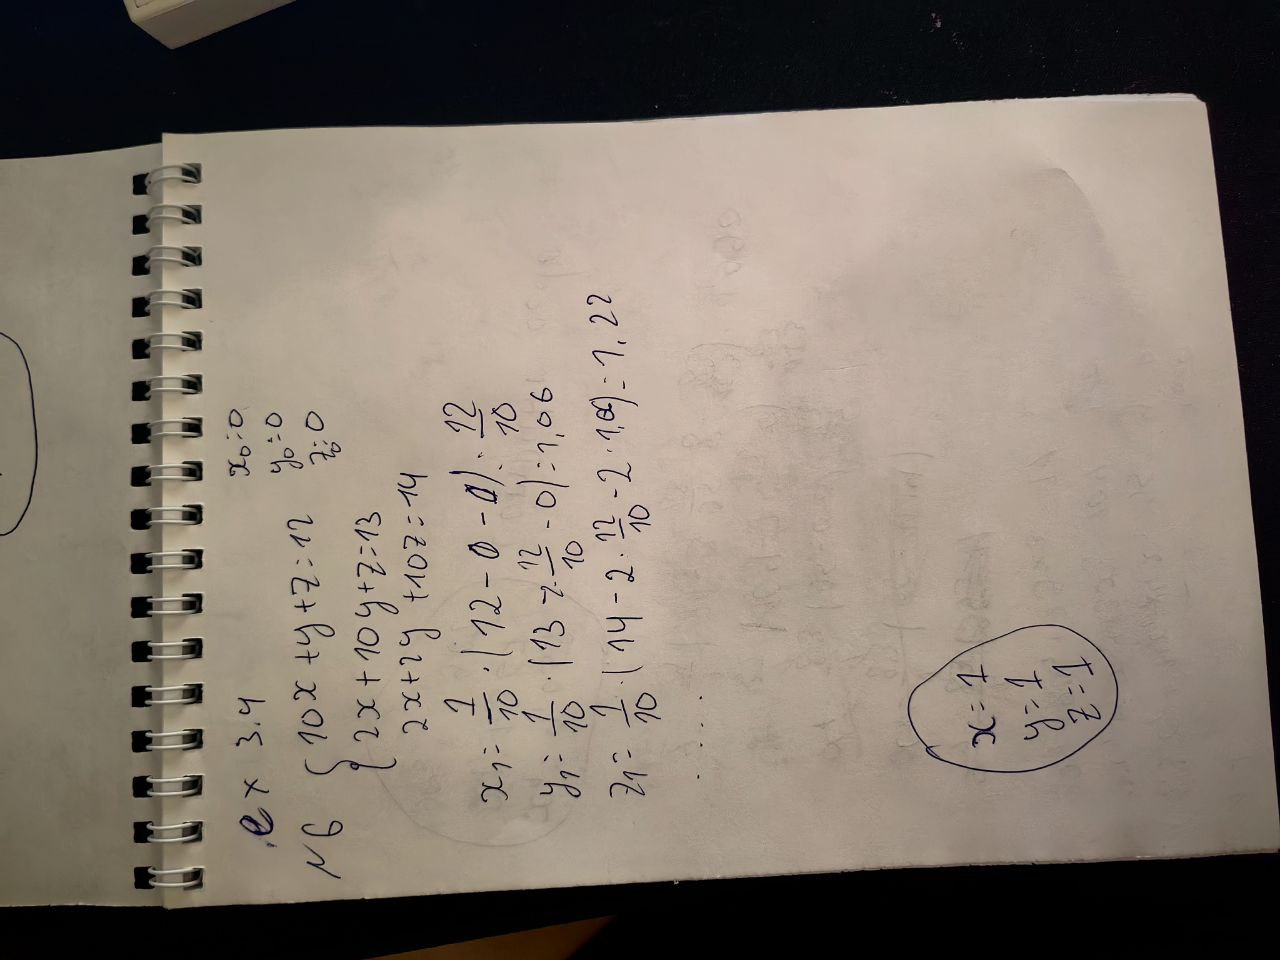 ex 3.4
x₀=0
y₀=0
z₀=0
N6 { 10x+y+z=12
2x+10y+z=13
2x+2y+10z=14
x₁= 1/10 · (12-0-0) = 12/10
y₁= 1/10 · (13-2·12/10-0)=1,06
z₁= 1/10 · (14-2·12/10-2·1,06)=1,22
.....
x=1
y=1
z=1